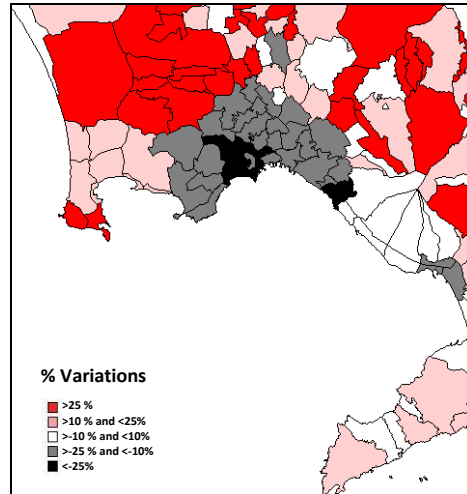 % Variations
>25 %
>10 % and <25%
>-10 % and <10%
>-25 % and <-10%
<-25%